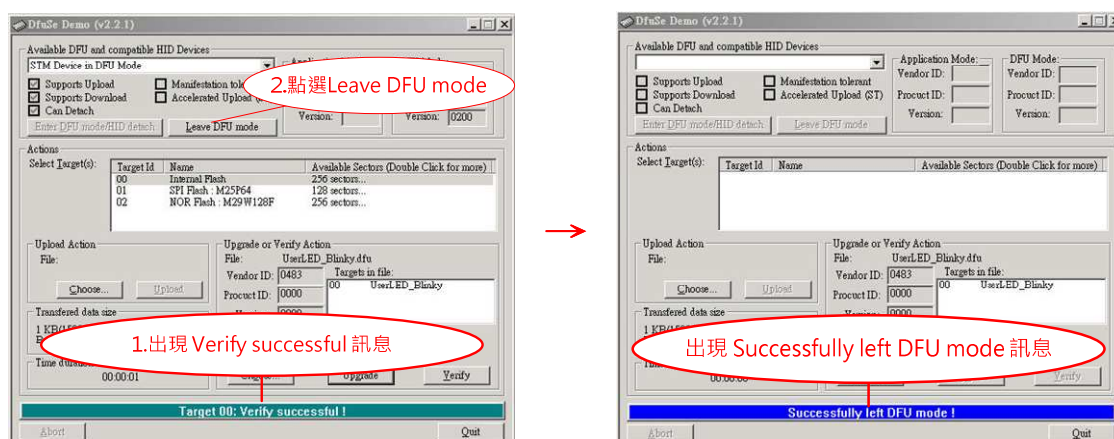 DfuSe Demo (v2.2.1)
Available DFU and compatible HID Devices
STM Device in DFU Mode
Supports Upload
Manifestation tole
Supports Download
Accelerated Upload
Can Detach
Enter DFU mode/HID detach
Leave DFU mode
Version:
Version: 0200
2.點選Leave DFU mode
Actions
Select Target(s):
Target Id Name Available Sectors (Double Click for more)
00 Internal Flash 256 sectors...
01 SPI Flash : M25P64 128 sectors...
02 NOR Flash : M29W128F 256 sectors...
Upload Action
File:
Choose...
Upload
Upgrade or Verify Action
File: UserLED_Blinky.dfu
Vendor ID: 0483
Targets in file:
00 UserLED_Blinky
Procuct ID: 0000
Transfered data size
1.出現 Verify successful 訊息
00:00:01
Upgrade
Verify
Target 00: Verify successful !
Abort
Quit
→
DfuSe Demo (v2.2.1)
Available DFU and compatible HID Devices
Supports Upload
Manifestation tolerant
Supports Download
Accelerated Upload (ST)
Can Detach
Enter DFU mode/HID detach
Leave DFU mode
Application Mode:
Vendor ID:
Procuct ID:
Version:
DFU Mode:
Vendor ID:
Procuct ID:
Version:
Actions
Select Target(s):
Target Id Name Available Sectors (Double Click for more)
Upload Action
File:
Choose...
Upload
Upgrade or Verify Action
File: UserLED_Blinky.dfu
Vendor ID: 0483
Targets in file:
00 UserLED_Blinky
Procuct ID: 0000
Transfered data size
出現 Successfully left DFU mode 訊息
Verify
Successfully left DFU mode !
Abort
Quit